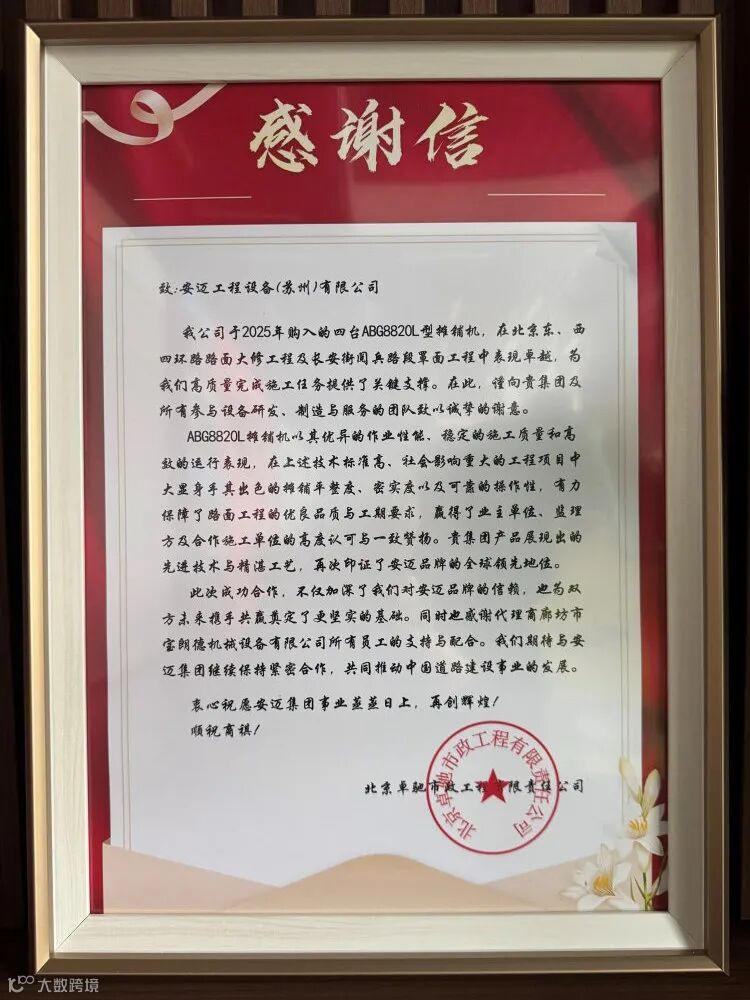 感谢信
致:安迈工程设备(苏州)有限公司
我公司于2025年购入的四台ABG8820L型摊铺机，在北京东、西
四环路路面大修工程及长安街阅兵路段罩面工程中表现卓越，为
我们高质量完成施工任务提供了关键支撑。在此，谨向贵集团及
所有参与设备研发、制造与服务的团队致以诚挚的谢意。
ABG8820L摊铺机以其优异的作业性能、稳定的施工质量和高
效的运行表现，在上述技术标准高、社会影响重大的工程项目中
大显身手其出色的摊铺平整度、密实度以及可靠的操作性，有力
保障了路面工程的优良品质与工期要求，赢得了业主单位、监理
方及合作施工单位的高度认可与一致赞扬。贵集团产品展现出的
先进技术与精湛工艺，再次印证了安迈品牌的全球领先地位。
此次成功合作，不仅加深了我们对安迈品牌的信赖，也为双
方未来携手共赢奠定了更坚实的基础。同时也感谢代理商廊坊市
宝朗德机械设备有限公司所有员工的支持与配合。我们期待与安
迈集团继续保持紧密合作，共同推动中国道路建设事业的发展。
衷心祝愿安迈集团事业蒸蒸日上，再创辉煌!
顺祝商祺!
北京卓驰市政工程有限责任公司
北京卓驰市政工程有限责任公司
大数跨境